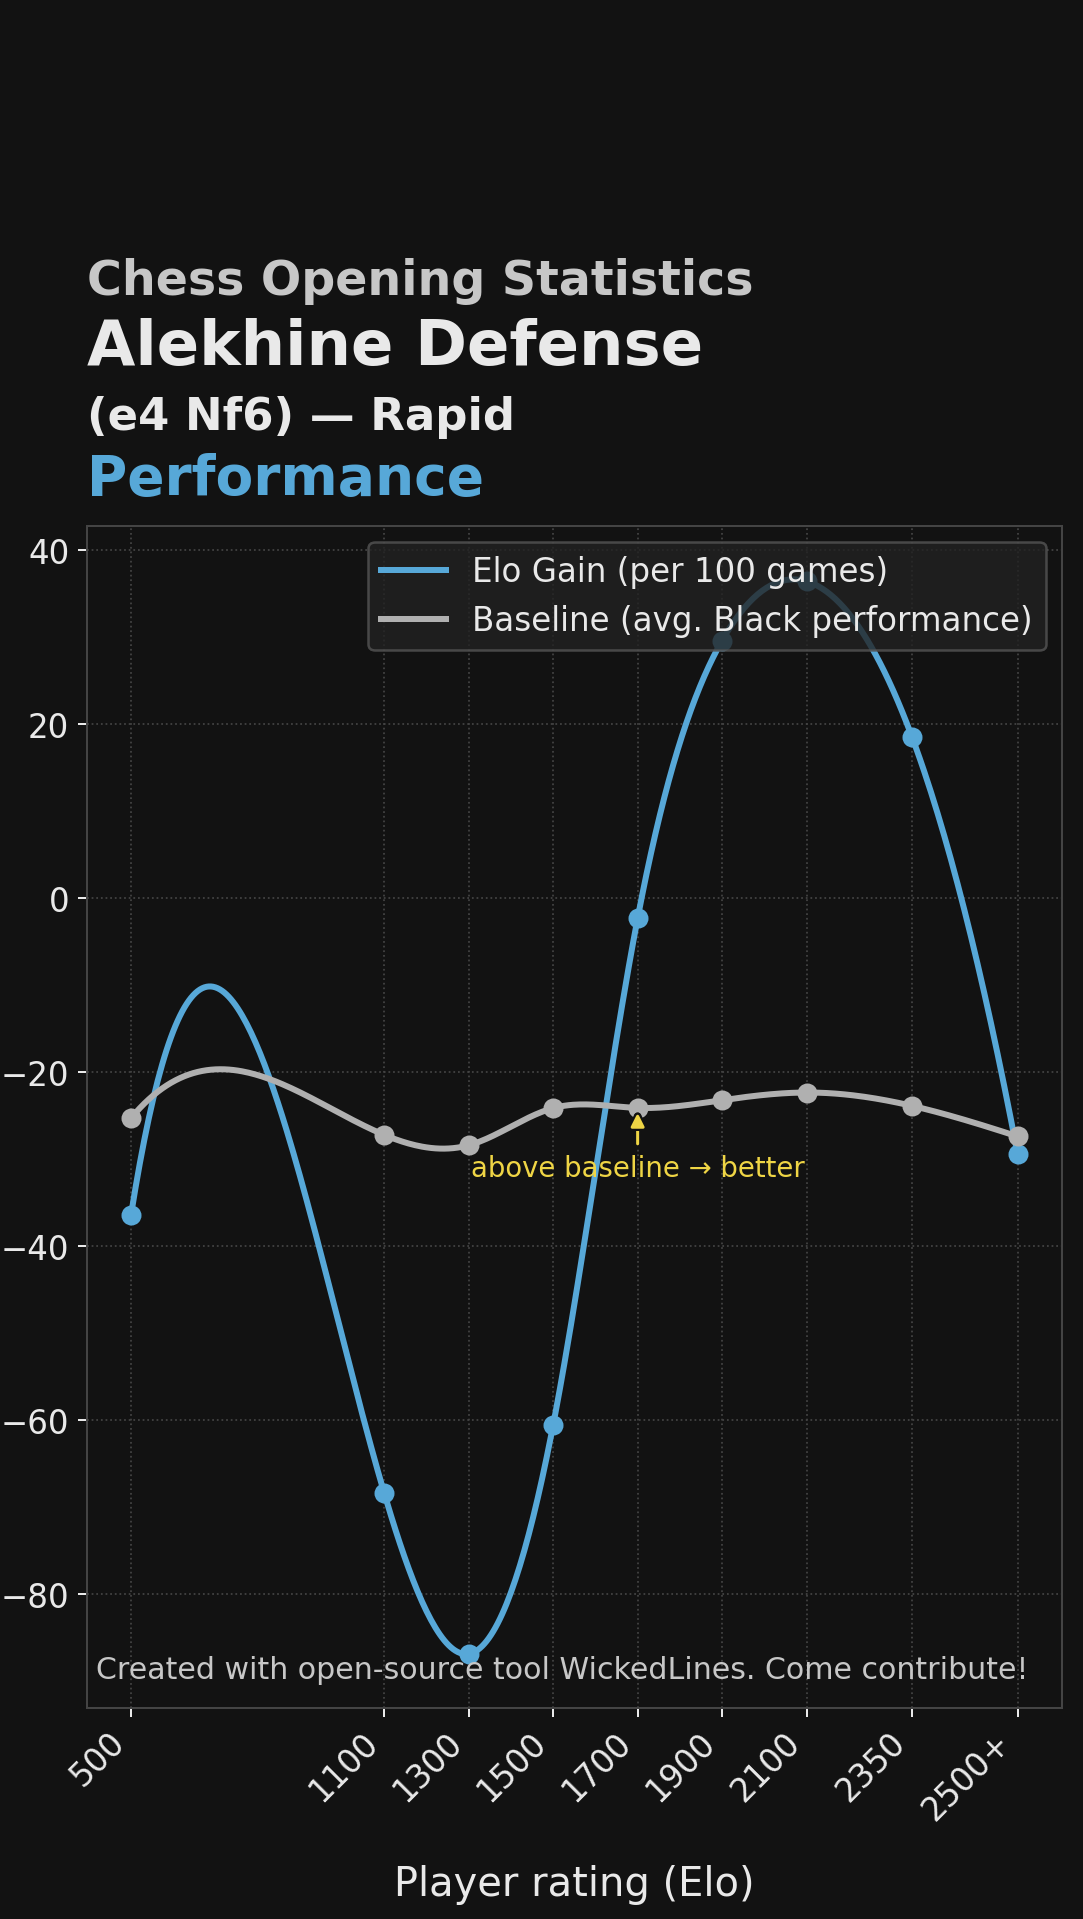 Chess Opening Statistics
Alekhine Defense
(e4 Nf6) — Rapid
Performance
Elo Gain (per 100 games)
Baseline (avg. Black performance)
40
20
0
−20
−40
−60
−80
above baseline → better
Created with open-source tool WickedLines. Come contribute!
500
1100
1300
1500
1700
1900
2100
2350
2500+
Player rating (Elo)